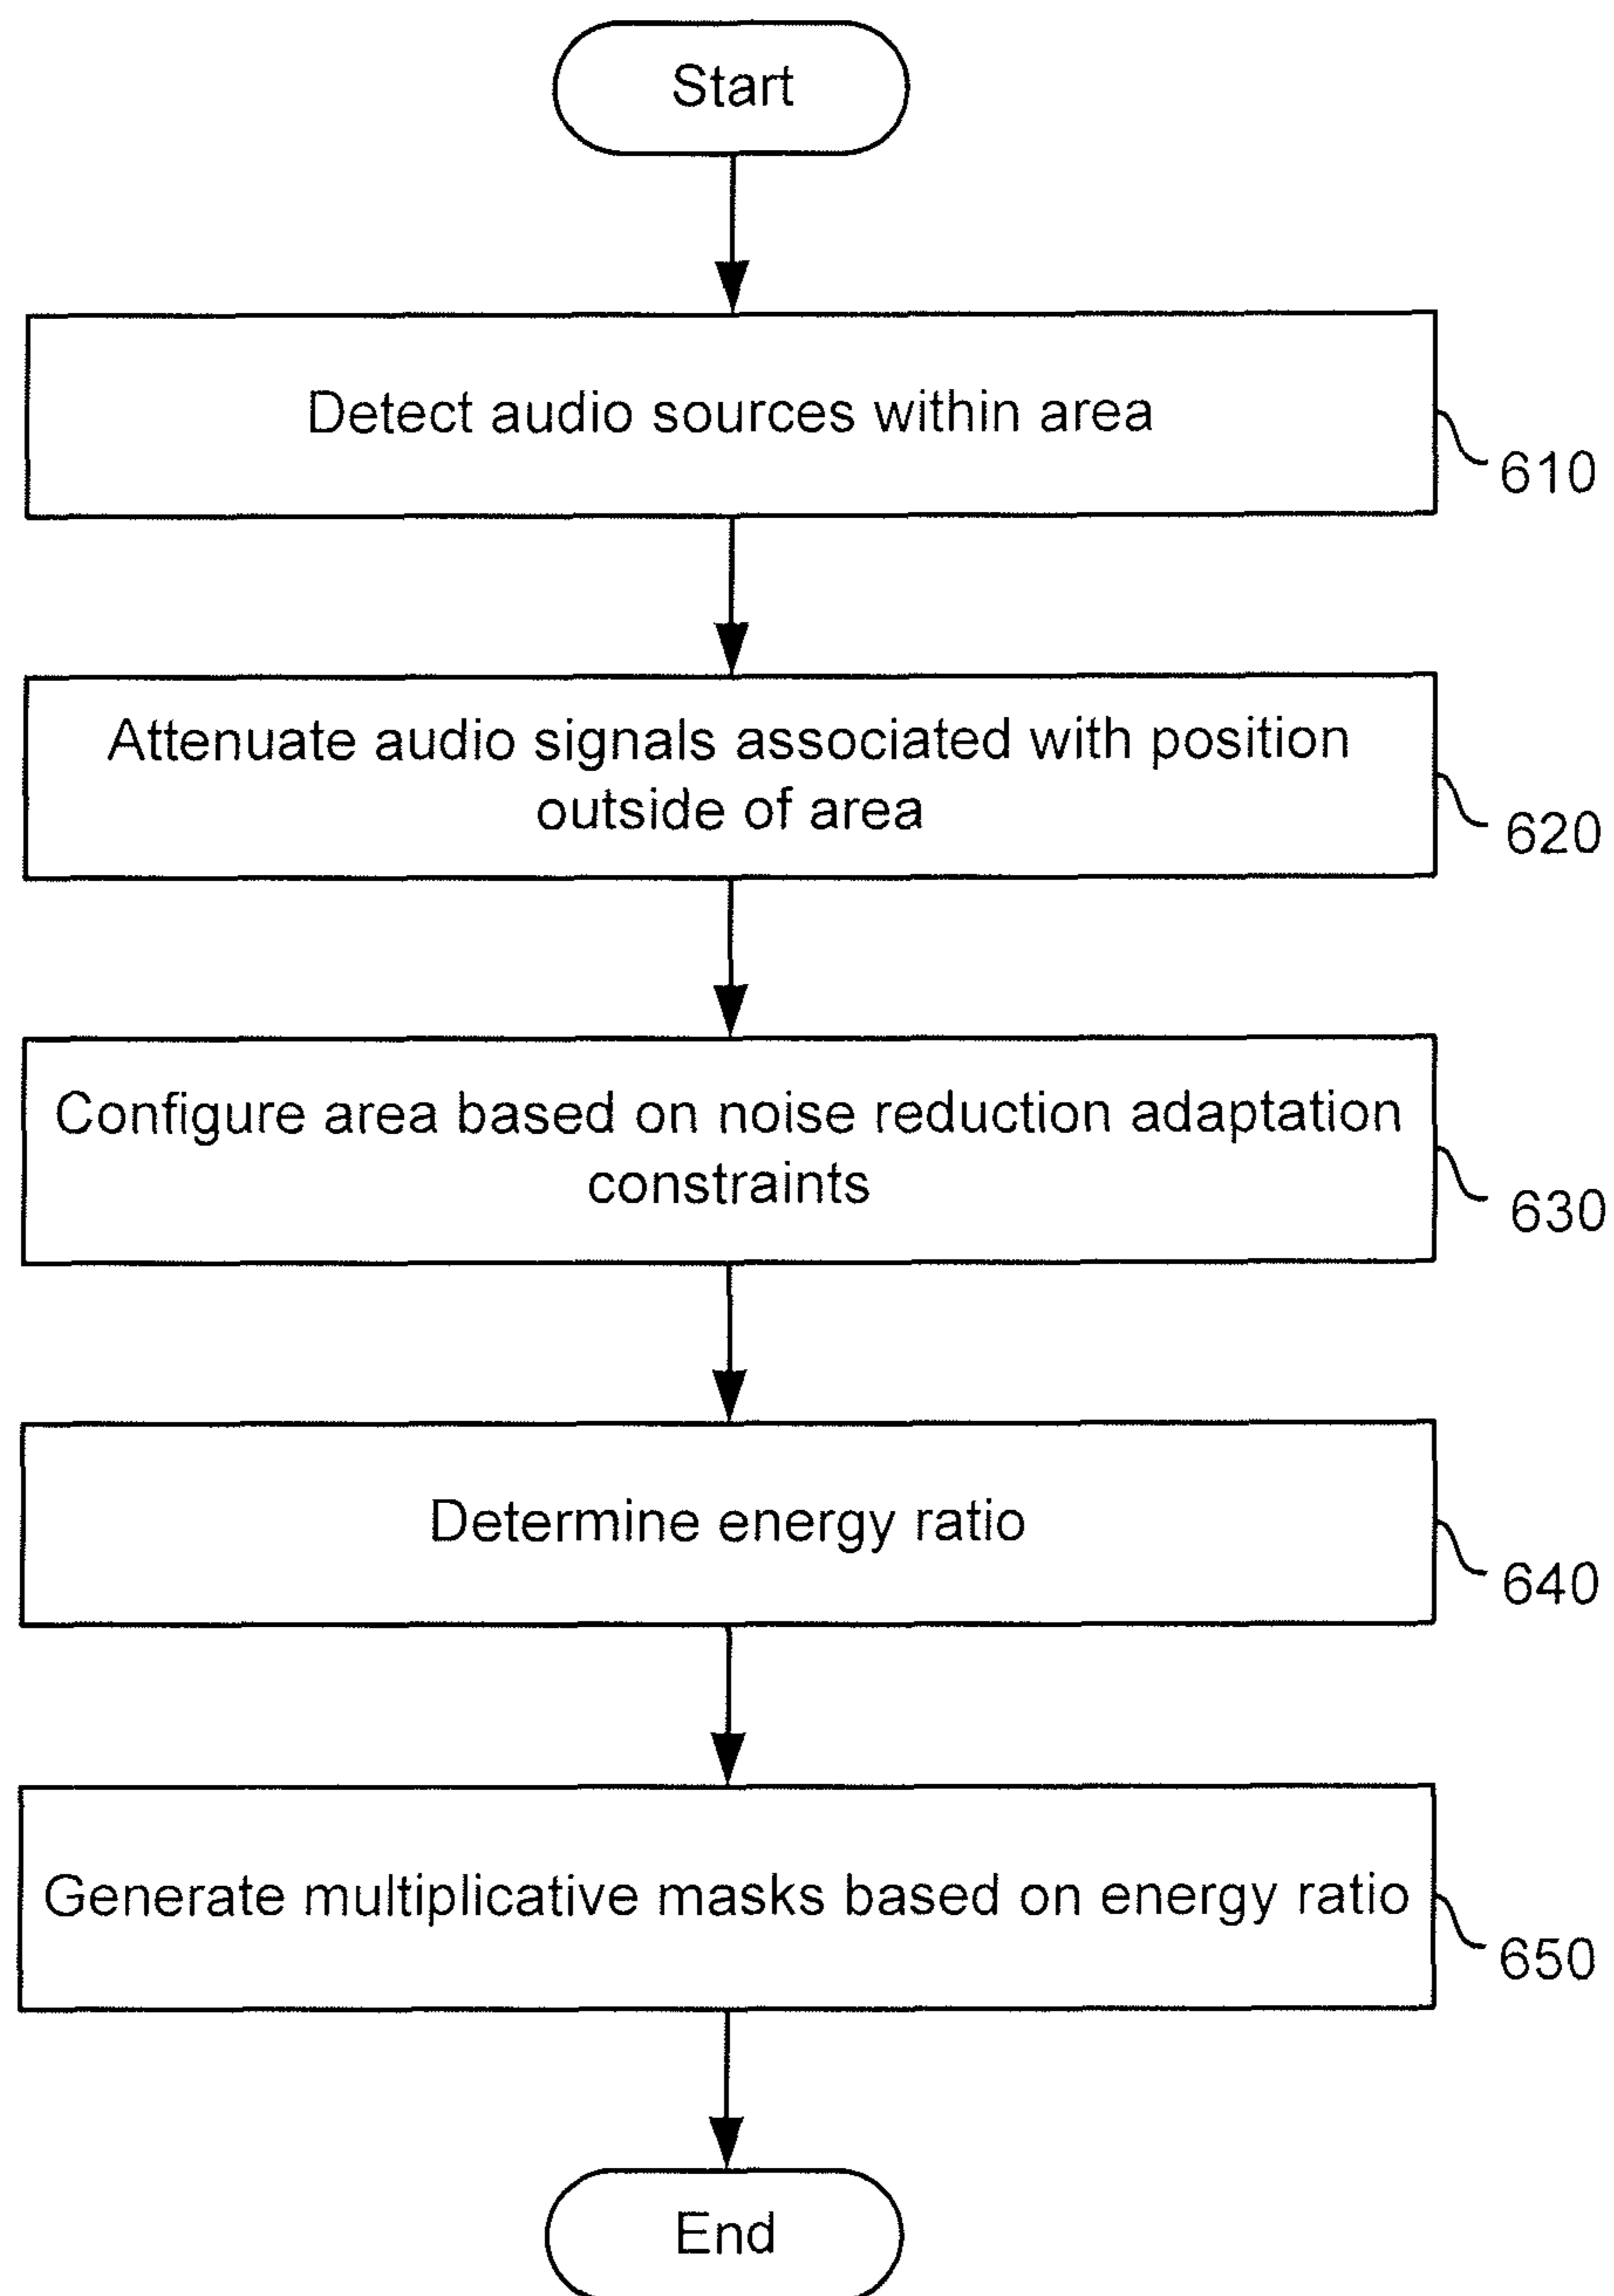 Start
Detect audio sources within area
610
Attenuate audio signals associated with position
outside of area
620
Configure area based on noise reduction adaptation
constraints
630
Determine energy ratio
640
Generate multiplicative masks based on energy ratio
650
End